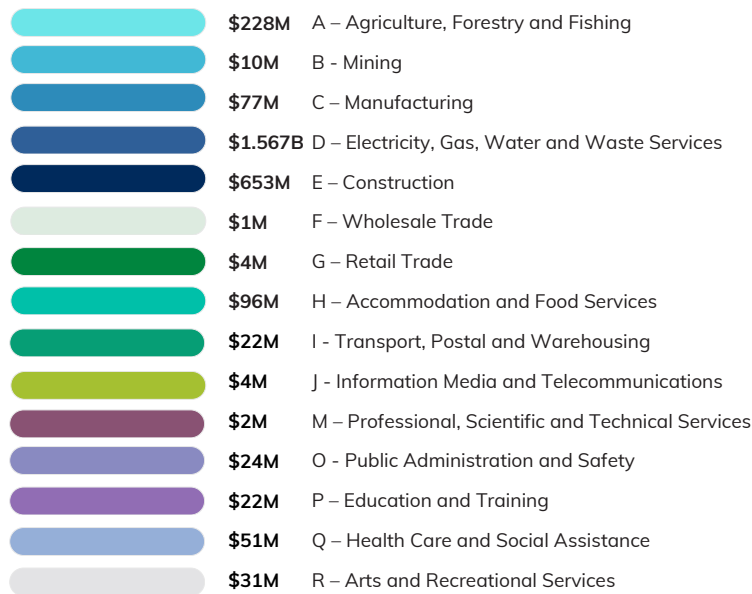 $228M A – Agriculture, Forestry and Fishing
$10M B - Mining
$77M C – Manufacturing
$1.567B D – Electricity, Gas, Water and Waste Services
$653M E – Construction
$1M F – Wholesale Trade
$4M G – Retail Trade
$96M H – Accommodation and Food Services
$22M I - Transport, Postal and Warehousing
$4M J - Information Media and Telecommunications
$2M M – Professional, Scientific and Technical Services
$24M O - Public Administration and Safety
$22M P – Education and Training
$51M Q – Health Care and Social Assistance
$31M R – Arts and Recreational Services